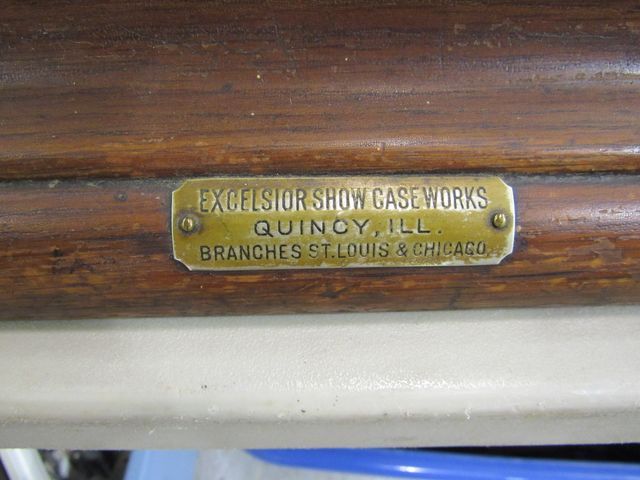 EXCELSIOR SHOW CASE WORKS
QUINCY, ILL.
BRANCHES ST. LOUIS & CHICAGO